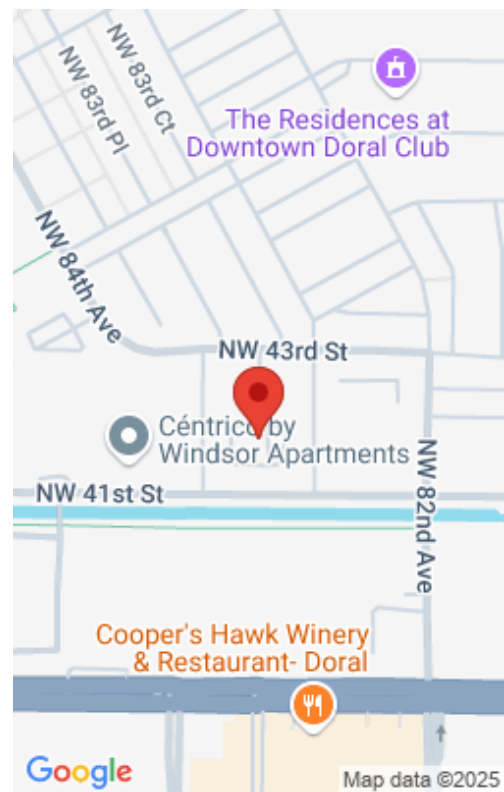 NW 83rd Ct
NW 83rd Pl
The Residences at
Downtown Doral Club
NW 84th Ave
NW 43rd St
Céntrico by
Windsor Apartments
NW 41st St
NW 82nd Ave
Cooper's Hawk Winery
& Restaurant- Doral
Google
Map data ©2025